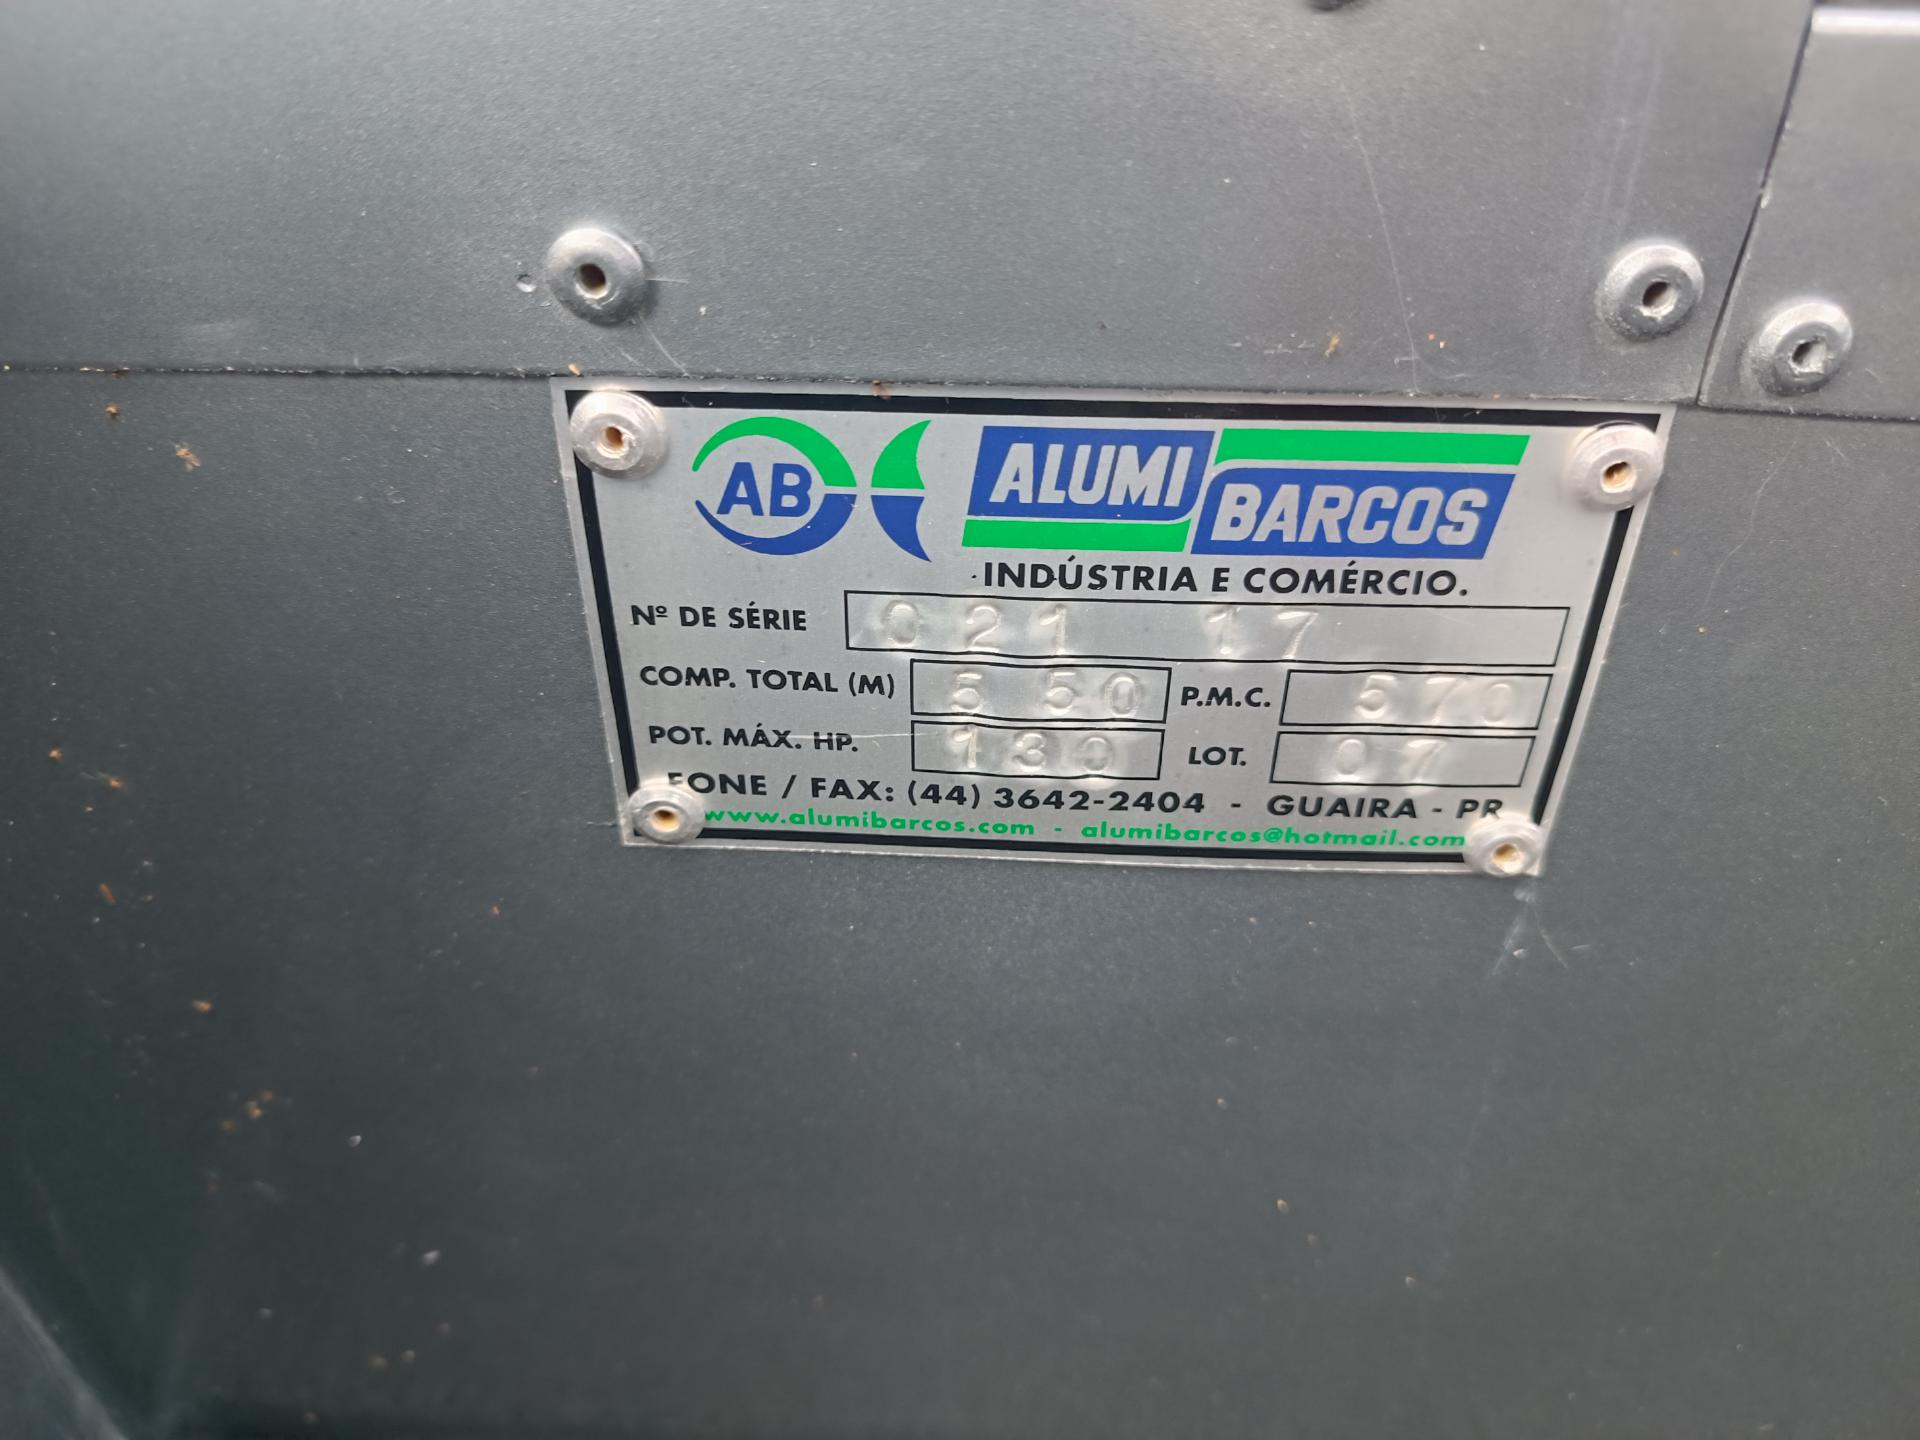 AB ALUMI BARCOS
INDÚSTRIA E COMÉRCIO.
Nº DE SÉRIE 021 17
COMP. TOTAL (M) 5 50 P.M.C. 570
POT. MÁX. HP. 130 LOT. 07
FONE / FAX: (44) 3642-2404 - GUAIRA - PR
www.alumibarcos.com - alumibarcos@hotmail.com